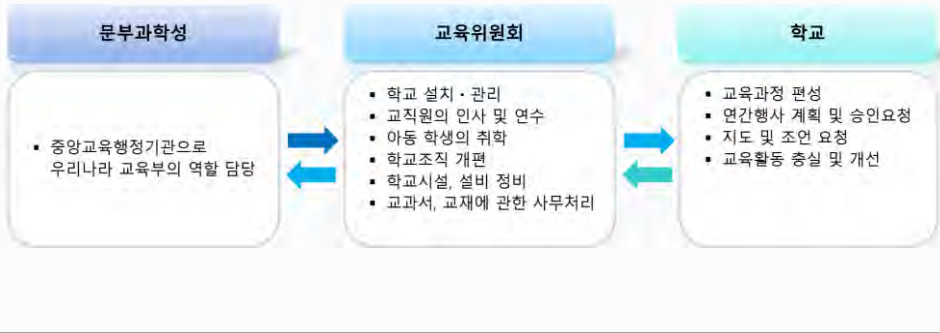 문부과학성
▪ 중앙교육행정기관으로
우리나라 교육부의 역할 담당
교육위원회
▪ 학교 설치・관리
▪ 교직원의 인사 및 연수
▪ 아동 학생의 취학
▪ 학교조직 개편
▪ 학교시설, 설비 정비
▪ 교과서, 교재에 관한 사무처리
학교
▪ 교육과정 편성
▪ 연간행사 계획 및 승인요청
▪ 지도 및 조언 요청
▪ 교육활동 충실 및 개선